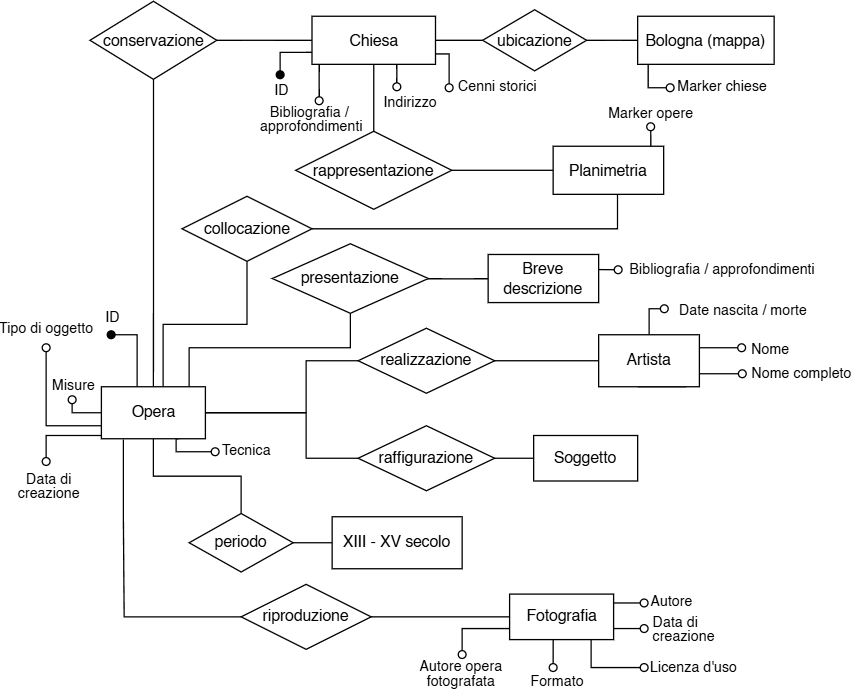 conservazione
Chiesa
ubicazione
Bologna (mappa)
ID
Bibliografia /
approfondimenti
Indirizzo
Cenni storici
Marker chiese
Marker opere
rappresentazione
Planimetria
collocazione
presentazione
Breve
descrizione
Bibliografia / approfondimenti
ID
Tipo di oggetto
Date nascita / morte
realizzazione
Artista
Nome
Nome completo
Misure
Opera
Tecnica
raffigurazione
Soggetto
Data di
creazione
periodo
XIII - XV secolo
riproduzione
Fotografia
Autore
Data di
creazione
Autore opera
fotografata
Formato
Licenza d'uso